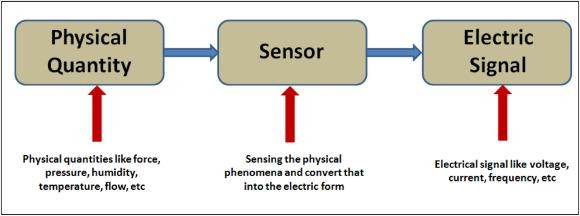 Physical
Quantity
Sensor
Electric
Signal
Physical quantities like force,
pressure, humidity,
temperature, flow, etc
Sensing the physical
phenomena and convert that
into the electric form
Electrical signal like voltage,
current, frequency, etc